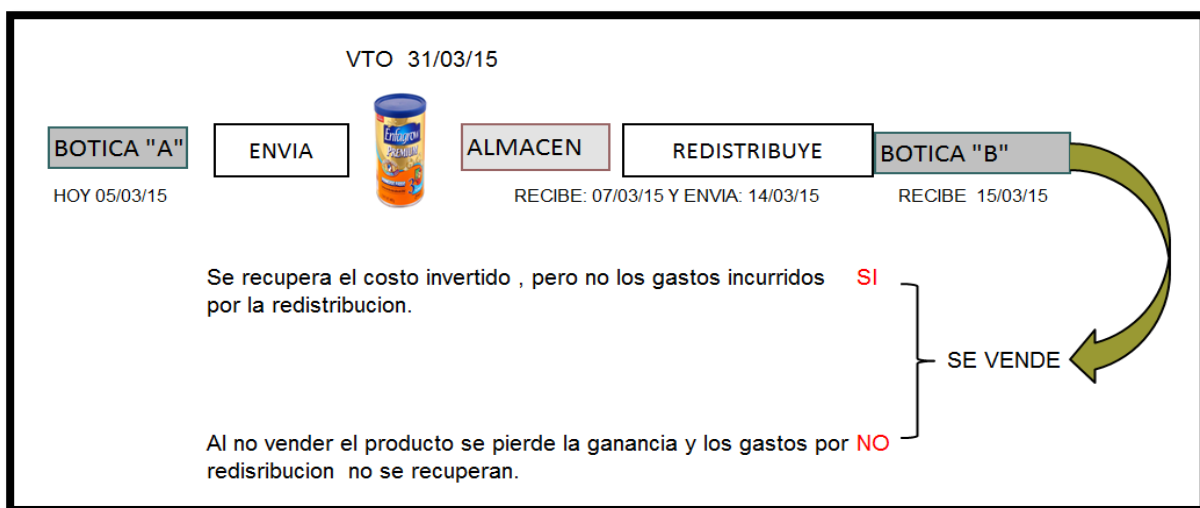 VTO 31/03/15
BOTICA "A"
ENVIA
Enfagrow
PREMIUM
ALMACEN
REDISTRIBUYE
BOTICA "B"
HOY 05/03/15
RECIBE: 07/03/15 Y ENVIA: 14/03/15
RECIBE 15/03/15
Se recupera el costo invertido , pero no los gastos incurridos
por la redistribucion.
SI
SE VENDE
Al no vender el producto se pierde la ganancia y los gastos por
redisribucion no se recuperan.
NO